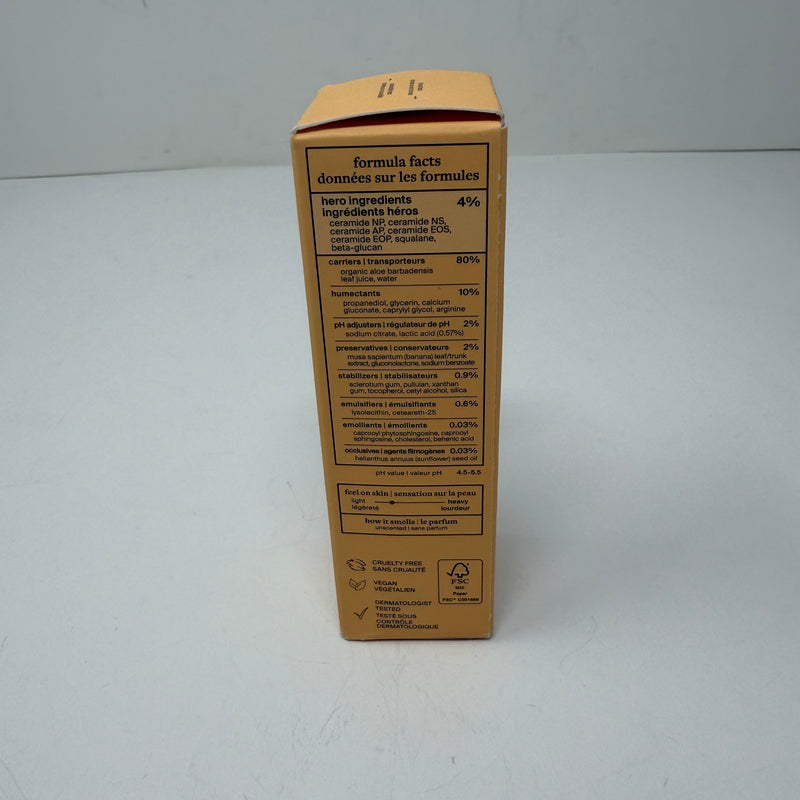 formula facts
données sur les formules
hero ingredients 4%
ingrédients héros
ceramide NP, ceramide NS,
ceramide AP, ceramide EOS,
ceramide EOP, squalane,
beta-glucan
carriers | transporteurs 80%
organic aloe barbadensis
leaf juice, water
humectants 10%
propanediol, glycerin, calcium
gluconate, caprylyl glycol, arginine
pH adjusters | régulateur de pH 2%
sodium citrate, lactic acid (0.57%)
preservatives | conservateurs 2%
musa sapientum (banana) leaf/trunk
extract, gluconolactone, sodium benzoate
stabilizers | stabilisateurs 0.9%
sclerotium gum, pullulan, xanthan
gum, tocopherol, cetyl alcohol, silica
emulsifiers | émulsifiants 0.6%
lysolecithin, ceteareth-25
emollients | émollients 0.03%
caprooyl phytosphingosine, caprooyl
sphingosine, cholesterol, behenic acid
occlusives | agents filmogènes 0.03%
helianthus annuus (sunflower) seed oil
pH value | valeur pH 4.5-5.5
feel on skin | sensation sur la peau
light heavy
légèreté lourdeur
how it smells | le parfum
unscented | sans parfum
CRUELTY FREE
SANS CRUAUTÉ
VEGAN
VÉGÉTALIEN
DERMATOLOGIST
TESTED
TESTÉ SOUS
CONTRÔLE
DERMATOLOGIQUE
FSC
MIX
Paper